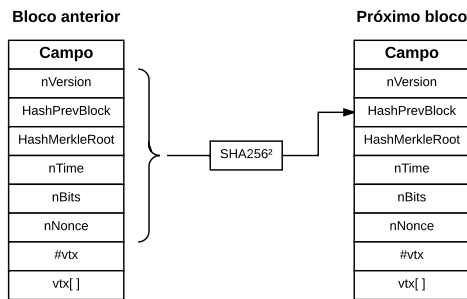 Bloco anterior
Campo
nVersion
HashPrevBlock
HashMerkleRoot
nTime
nBits
nNonce
#vtx
vtx[ ]
SHA256²
Próximo bloco
Campo
nVersion
HashPrevBlock
HashMerkleRoot
nTime
nBits
nNonce
#vtx
vtx[ ]